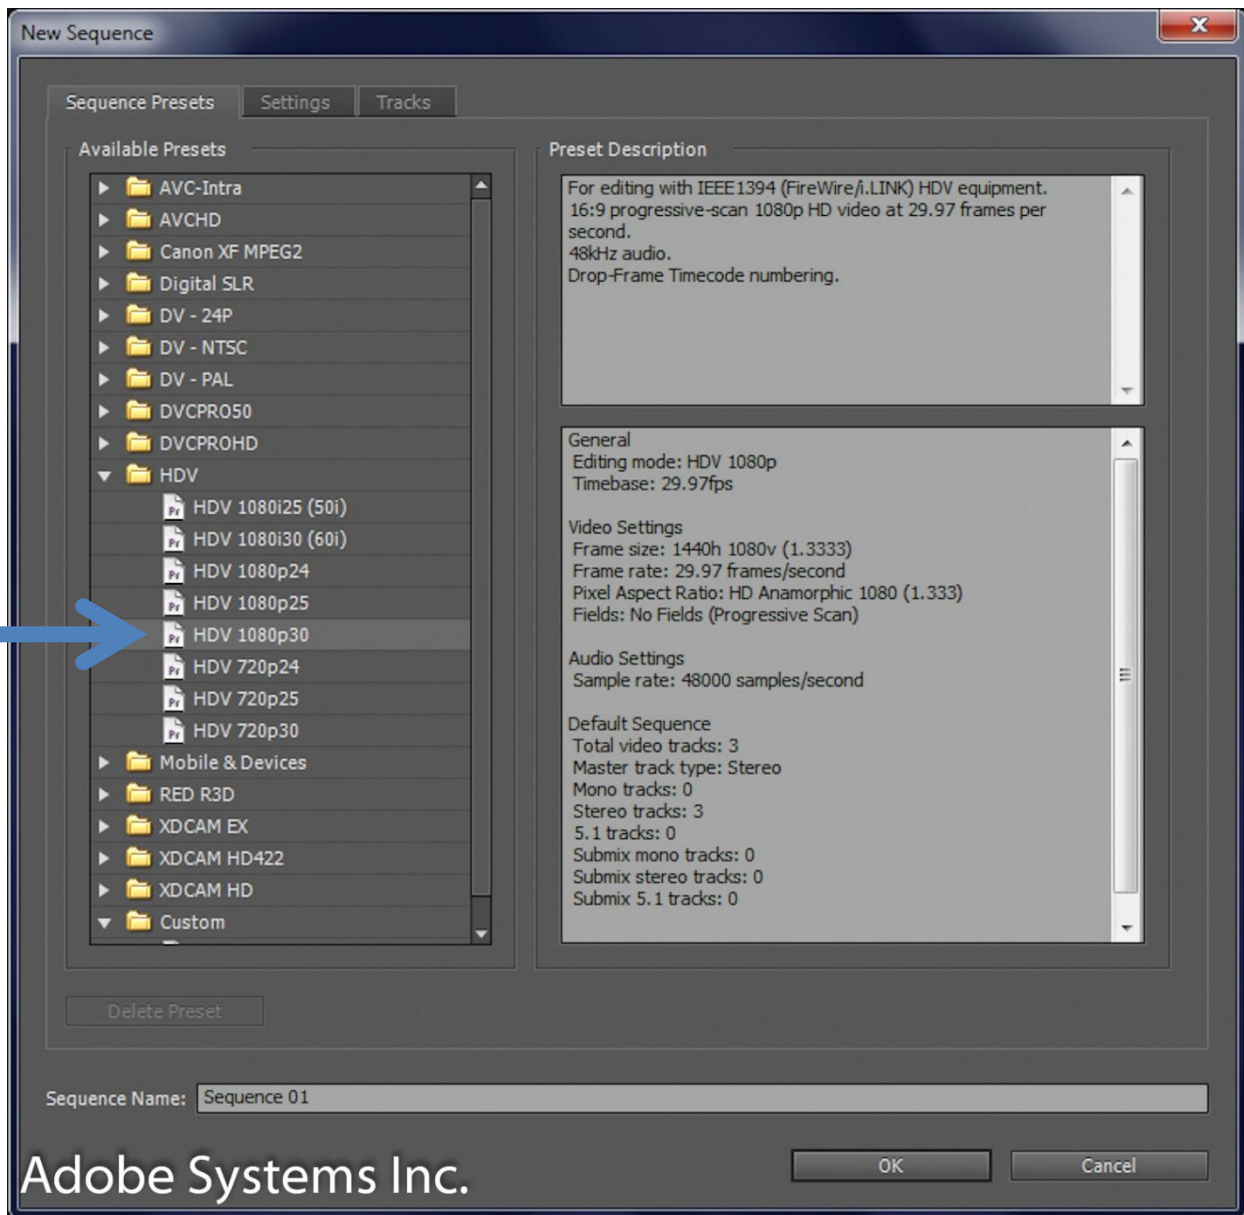 New Sequence
Sequence Presets
Settings
Tracks
Available Presets
AVC-Intra
AVCHD
Canon XF MPEG2
Digital SLR
DV - 24P
DV - NTSC
DV - PAL
DVCPRO50
DVCPROHD
HDV
HDV 1080i25 (50i)
HDV 1080i30 (60i)
HDV 1080p24
HDV 1080p25
HDV 1080p30
HDV 720p24
HDV 720p25
HDV 720p30
Mobile & Devices
RED R3D
XDCAM EX
XDCAM HD422
XDCAM HD
Custom
Delete Preset
Preset Description
For editing with IEEE1394 (FireWire/i.LINK) HDV equipment.
16:9 progressive-scan 1080p HD video at 29.97 frames per
second.
48kHz audio.
Drop-Frame Timecode numbering.
General
Editing mode: HDV 1080p
Timebase: 29.97fps
Video Settings
Frame size: 1440h 1080v (1.3333)
Frame rate: 29.97 frames/second
Pixel Aspect Ratio: HD Anamorphic 1080 (1.333)
Fields: No Fields (Progressive Scan)
Audio Settings
Sample rate: 48000 samples/second
Default Sequence
Total video tracks: 3
Master track type: Stereo
Mono tracks: 0
Stereo tracks: 3
5.1 tracks: 0
Submix mono tracks: 0
Submix stereo tracks: 0
Submix 5.1 tracks: 0
Sequence Name: Sequence 01
Adobe Systems Inc.
OK
Cancel